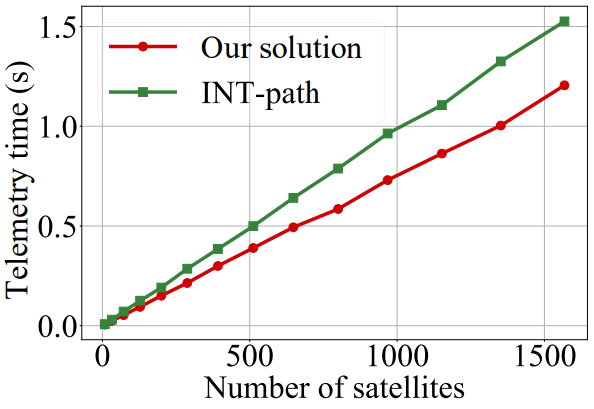 Telemetry time (s)
1.5
1.0
0.5
0.0
Our solution
INT-path
0 500 1000 1500
Number of satellites